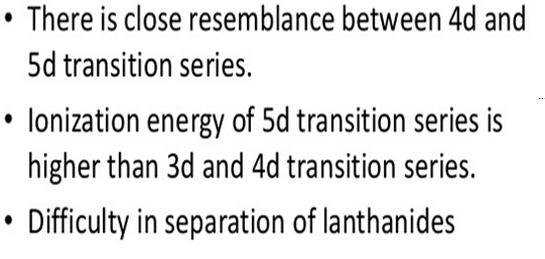 • There is close resemblance between 4d and
5d transition series.
• Ionization energy of 5d transition series is
higher than 3d and 4d transition series.
• Difficulty in separation of lanthanides